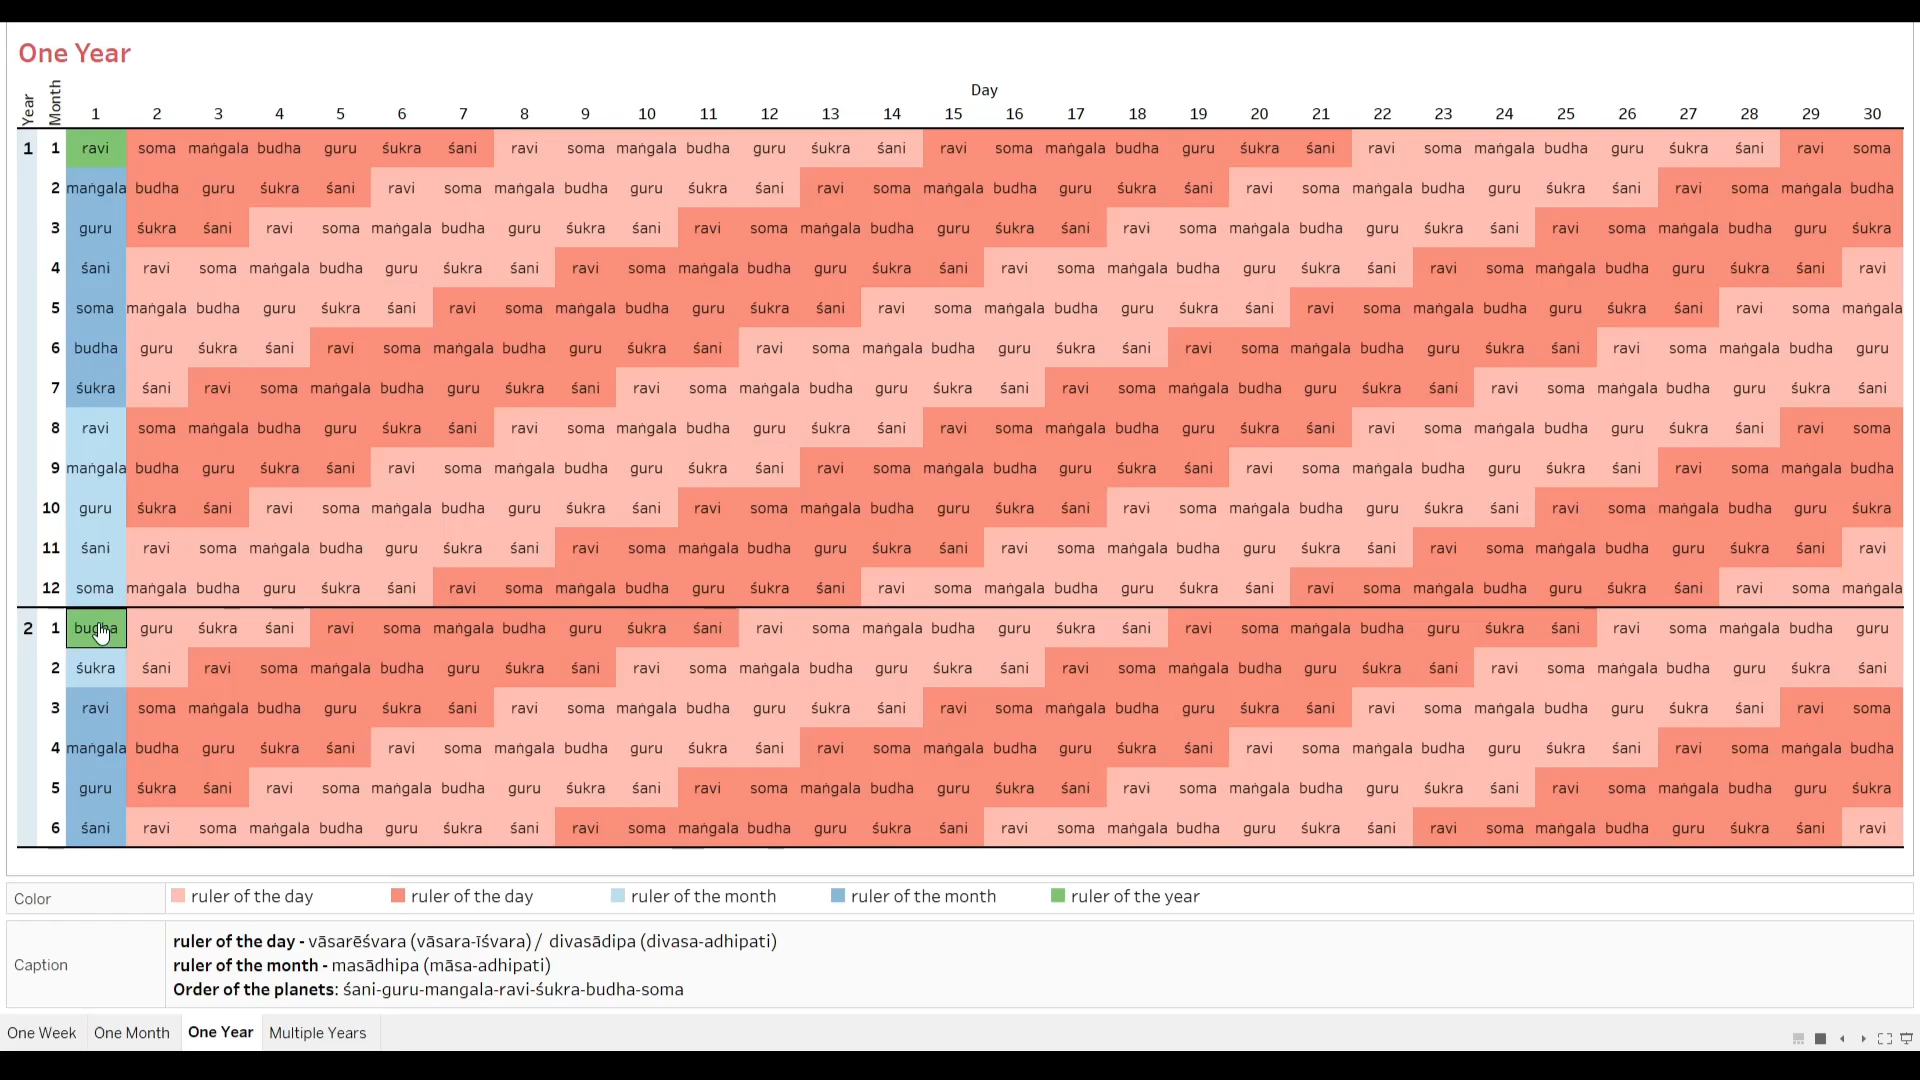 One Year
Day
Year Month 1 2 3 4 5 6 7 8 9 10 11 12 13 14 15 16 17 18 19 20 21 22 23 24 25 26 27 28 29 30
1 1 ravi soma maṅgala budha guru śukra śani ravi soma maṅgala budha guru śukra śani ravi soma maṅgala budha guru śukra śani ravi soma maṅgala budha guru śukra śani ravi soma
2 maṅgala budha guru śukra śani ravi soma maṅgala budha guru śukra śani ravi soma maṅgala budha guru śukra śani ravi soma maṅgala budha guru śukra śani ravi soma maṅgala budha
3 guru śukra śani ravi soma maṅgala budha guru śukra śani ravi soma maṅgala budha guru śukra śani ravi soma maṅgala budha guru śukra śani ravi soma maṅgala budha guru śukra
4 śani ravi soma maṅgala budha guru śukra śani ravi soma maṅgala budha guru śukra śani ravi soma maṅgala budha guru śukra śani ravi soma maṅgala budha guru śukra śani ravi
5 soma maṅgala budha guru śukra śani ravi soma maṅgala budha guru śukra śani ravi soma maṅgala budha guru śukra śani ravi soma maṅgala budha guru śukra śani ravi soma maṅgala
6 budha guru śukra śani ravi soma maṅgala budha guru śukra śani ravi soma maṅgala budha guru śukra śani ravi soma maṅgala budha guru śukra śani ravi soma maṅgala budha guru
7 śukra śani ravi soma maṅgala budha guru śukra śani ravi soma maṅgala budha guru śukra śani ravi soma maṅgala budha guru śukra śani ravi soma maṅgala budha guru śukra śani
8 ravi soma maṅgala budha guru śukra śani ravi soma maṅgala budha guru śukra śani ravi soma maṅgala budha guru śukra śani ravi soma maṅgala budha guru śukra śani ravi soma
9 maṅgala budha guru śukra śani ravi soma maṅgala budha guru śukra śani ravi soma maṅgala budha guru śukra śani ravi soma maṅgala budha guru śukra śani ravi soma maṅgala budha
10 guru śukra śani ravi soma maṅgala budha guru śukra śani ravi soma maṅgala budha guru śukra śani ravi soma maṅgala budha guru śukra śani ravi soma maṅgala budha guru śukra
11 śani ravi soma maṅgala budha guru śukra śani ravi soma maṅgala budha guru śukra śani ravi soma maṅgala budha guru śukra śani ravi soma maṅgala budha guru śukra śani ravi
12 soma maṅgala budha guru śukra śani ravi soma maṅgala budha guru śukra śani ravi soma maṅgala budha guru śukra śani ravi soma maṅgala budha guru śukra śani ravi soma maṅgala
2 1 budha guru śukra śani ravi soma maṅgala budha guru śukra śani ravi soma maṅgala budha guru śukra śani ravi soma maṅgala budha guru śukra śani ravi soma maṅgala budha guru
2 śukra śani ravi soma maṅgala budha guru śukra śani ravi soma maṅgala budha guru śukra śani ravi soma maṅgala budha guru śukra śani ravi soma maṅgala budha guru śukra śani
3 ravi soma maṅgala budha guru śukra śani ravi soma maṅgala budha guru śukra śani ravi soma maṅgala budha guru śukra śani ravi soma maṅgala budha guru śukra śani ravi soma
4 maṅgala budha guru śukra śani ravi soma maṅgala budha guru śukra śani ravi soma maṅgala budha guru śukra śani ravi soma maṅgala budha guru śukra śani ravi soma maṅgala budha
5 guru śukra śani ravi soma maṅgala budha guru śukra śani ravi soma maṅgala budha guru śukra śani ravi soma maṅgala budha guru śukra śani ravi soma maṅgala budha guru śukra
6 śani ravi soma maṅgala budha guru śukra śani ravi soma maṅgala budha guru śukra śani ravi soma maṅgala budha guru śukra śani ravi soma maṅgala budha guru śukra śani ravi
Color ruler of the day ruler of the day ruler of the month ruler of the month ruler of the year
Caption
ruler of the day - vāsarēśvara (vāsara-īśvara) / divasādipa (divasa-adhipati)
ruler of the month - masādhipa (māsa-adhipati)
Order of the planets: śani-guru-mangala-ravi-śukra-budha-soma
One Week One Month One Year Multiple Years